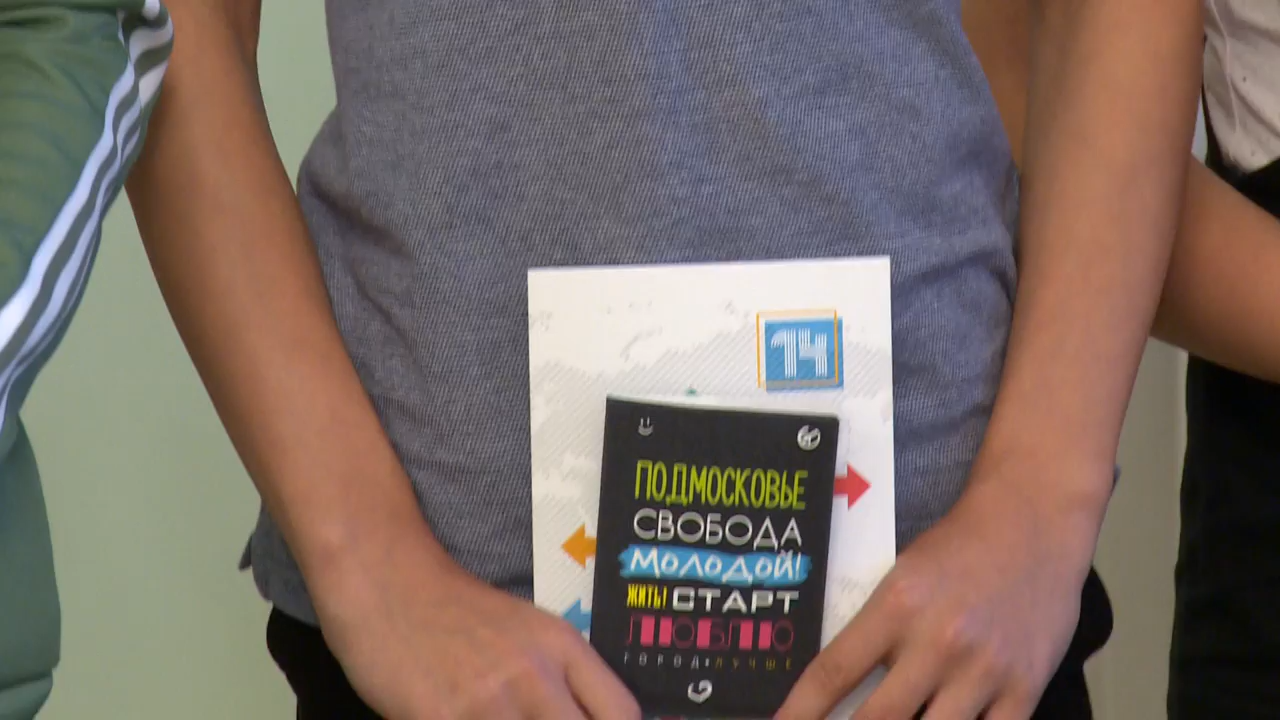 14
ПОДМОСКОВЬЕ
СВОБОДА
МОЛОДОЙ!
ЖИТЬ! СТАРТ
ЛЮБЛЮ
ГОРОД ЛУЧШЕ